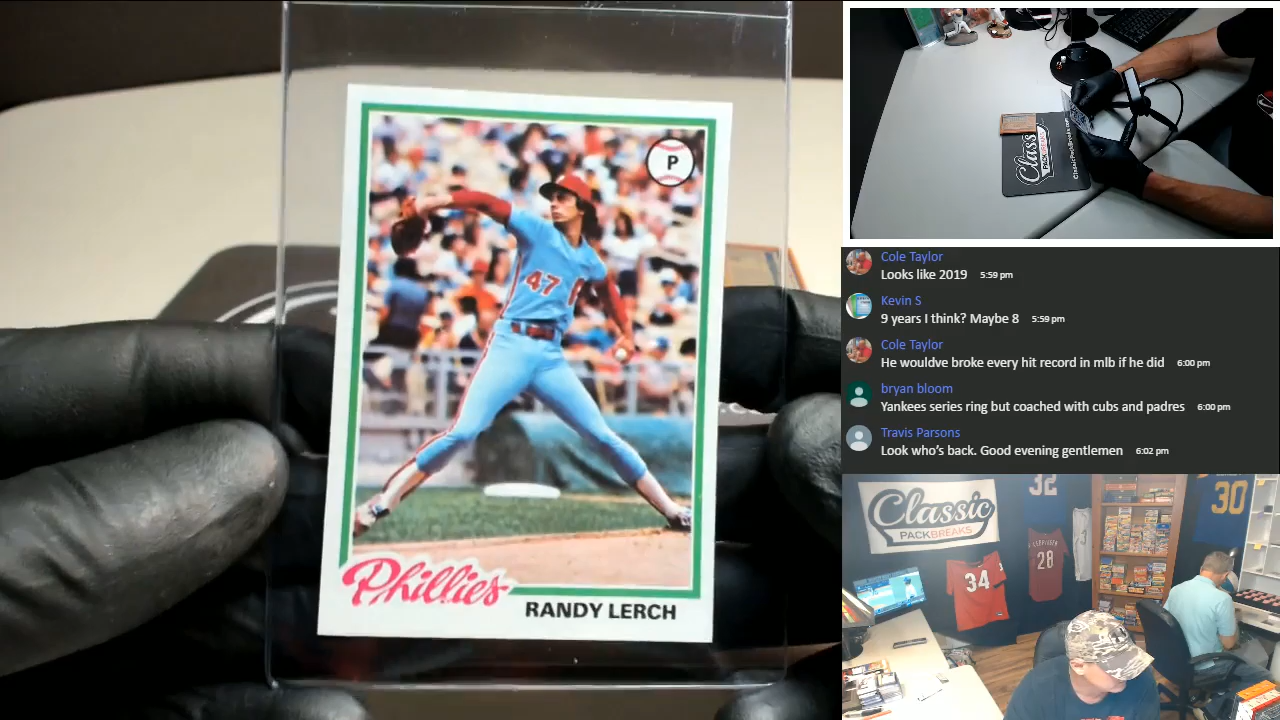 P
47
Phillies
RANDY LERCH
Classic
Cole Taylor
Looks like 2019 5:59 pm
Kevin S
9 years I think? Maybe 8 5:59 pm
Cole Taylor
He wouldve broke every hit record in mlb if he did 6:00 pm
bryan bloom
Yankees series ring but coached with cubs and padres 6:00 pm
Travis Parsons
Look who's back. Good evening gentlemen 6:02 pm
Classic
PACKBREAKS
32
30
28
34